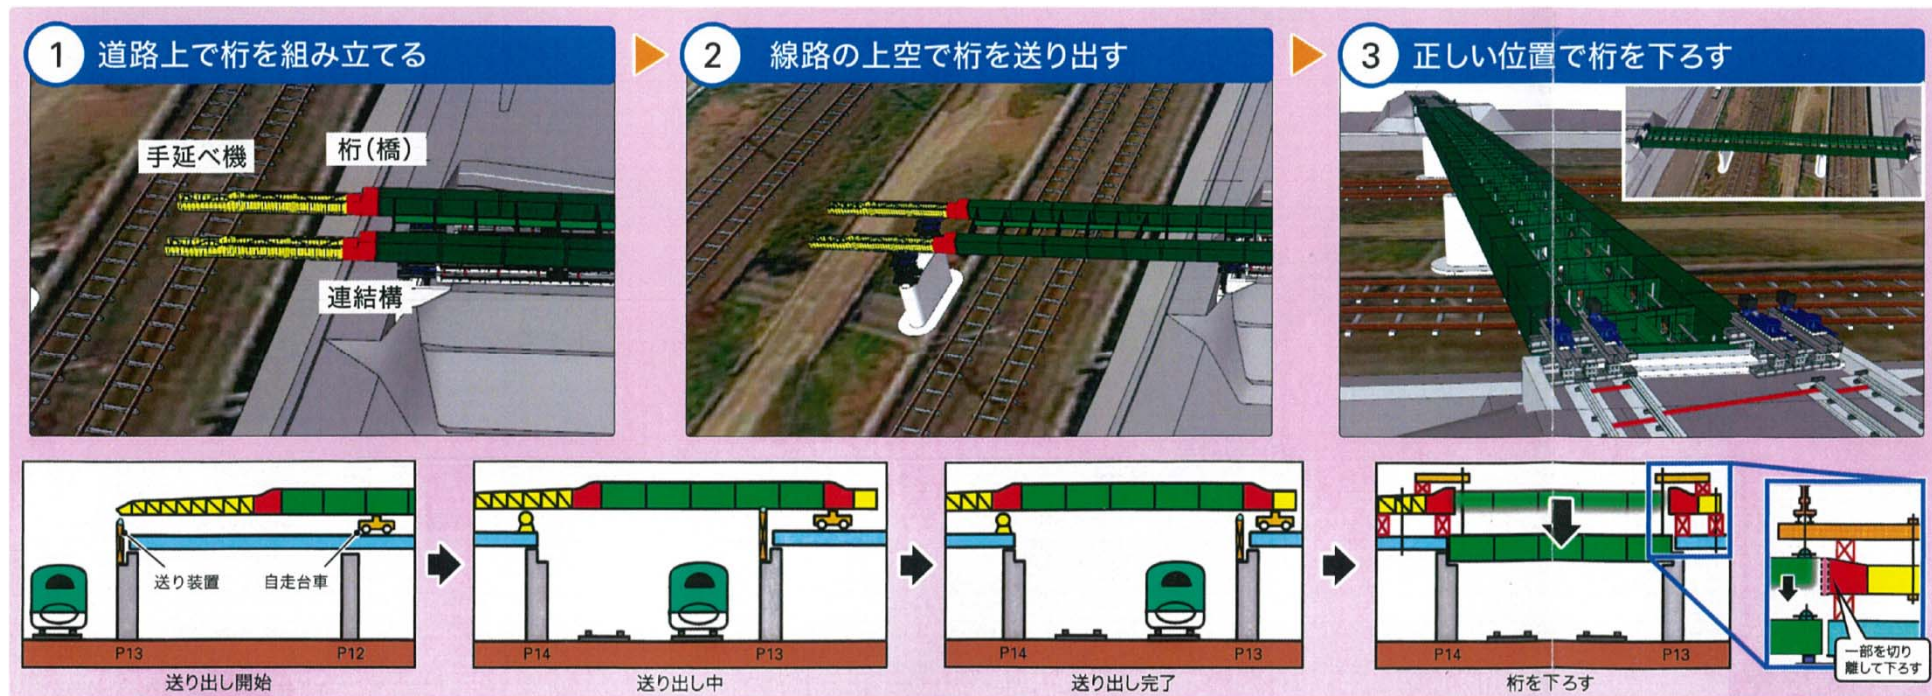 1 道路上で桁を組み立てる
2 線路の上空で桁を送り出す
3 正しい位置で桁を下ろす
手延べ機
桁(橋)
連結構
送り装置
自走台車
P13
P12
送り出し開始
P14
P13
送り出し中
P14
P13
送り出し完了
P14
P13
桁を下ろす
一部を切り
離して下ろす